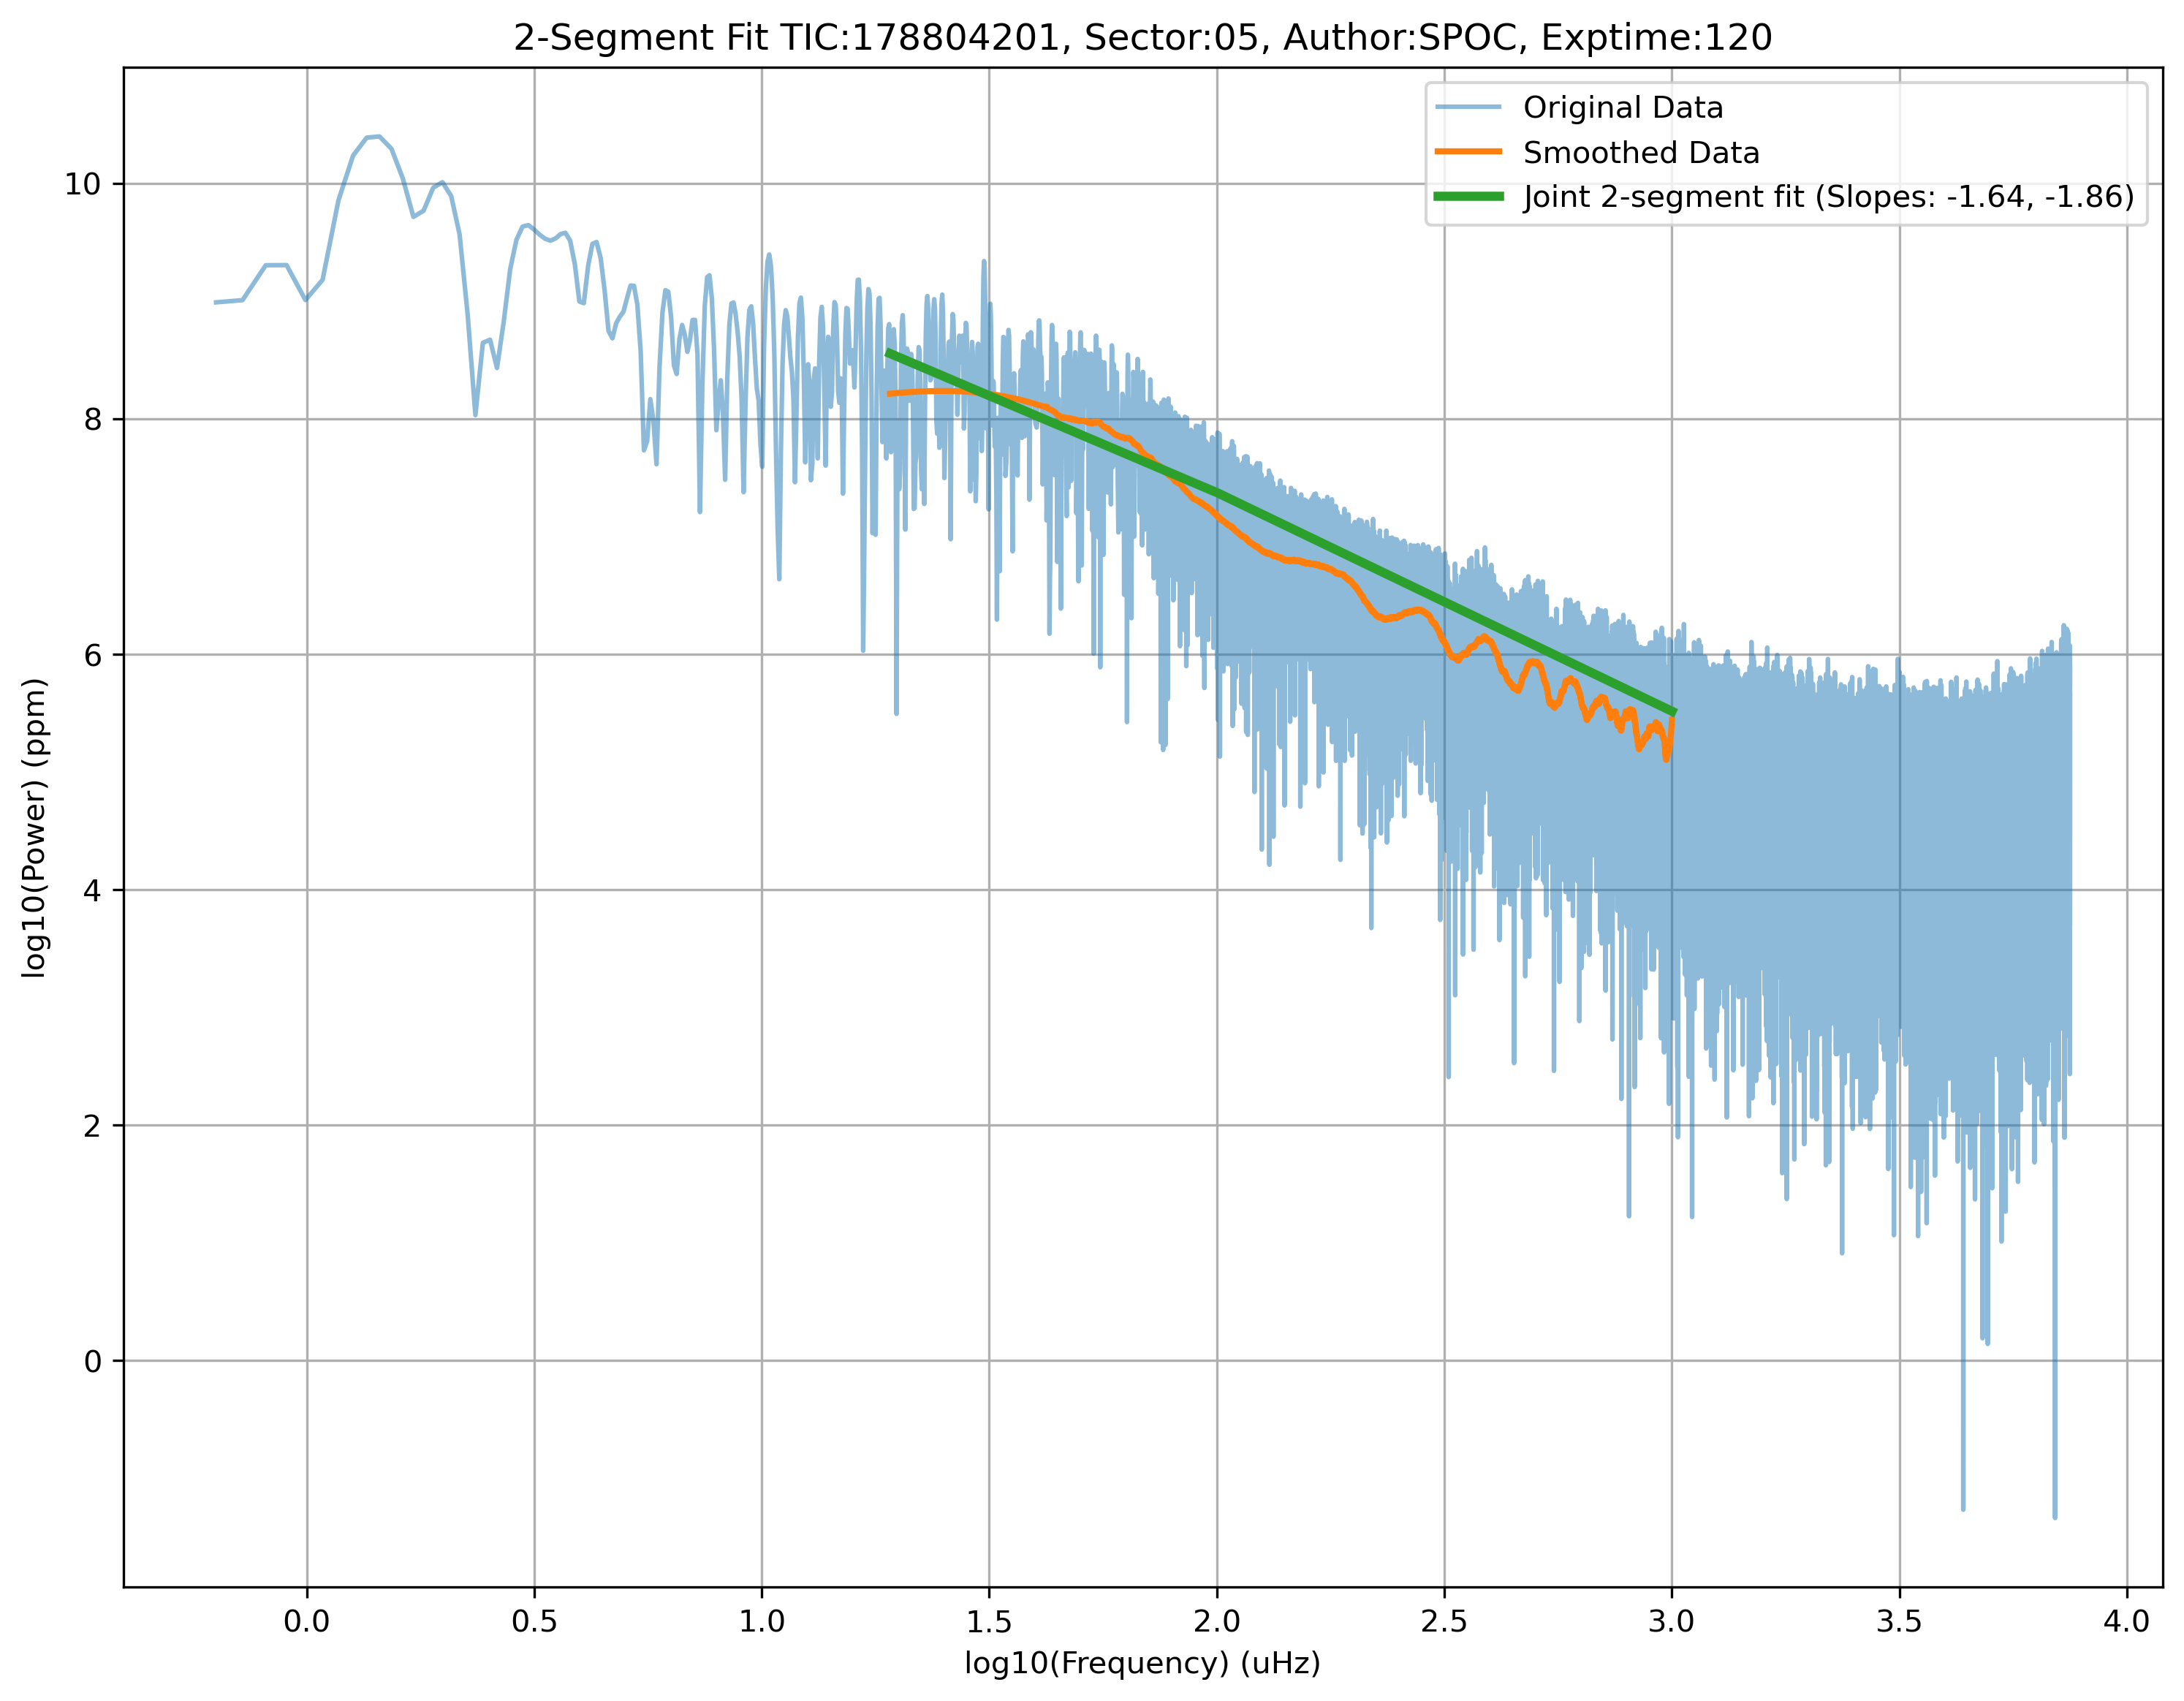 2-Segment Fit TIC:178804201, Sector:05, Author:SPOC, Exptime:120
Original Data
Smoothed Data
Joint 2-segment fit (Slopes: -1.64, -1.86)
log10(Power) (ppm)
10
8
6
4
2
0
0.0 0.5 1.0 1.5 2.0 2.5 3.0 3.5 4.0
log10(Frequency) (uHz)